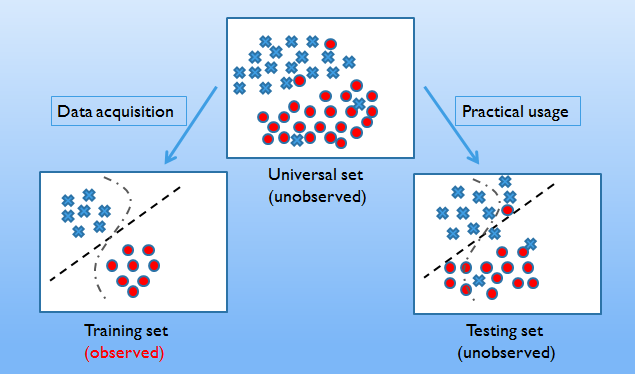 Data acquisition
Practical usage
Universal set
(unobserved)
Training set
(observed)
Testing set
(unobserved)